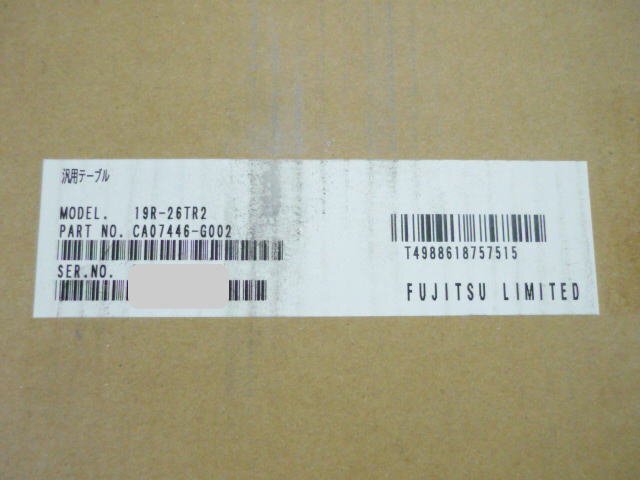 汎用テーブル
MODEL. 19R-26TR2
PART NO. CA07446-G002
SER.NO.
T4988618757515
FUJITSU LIMITED